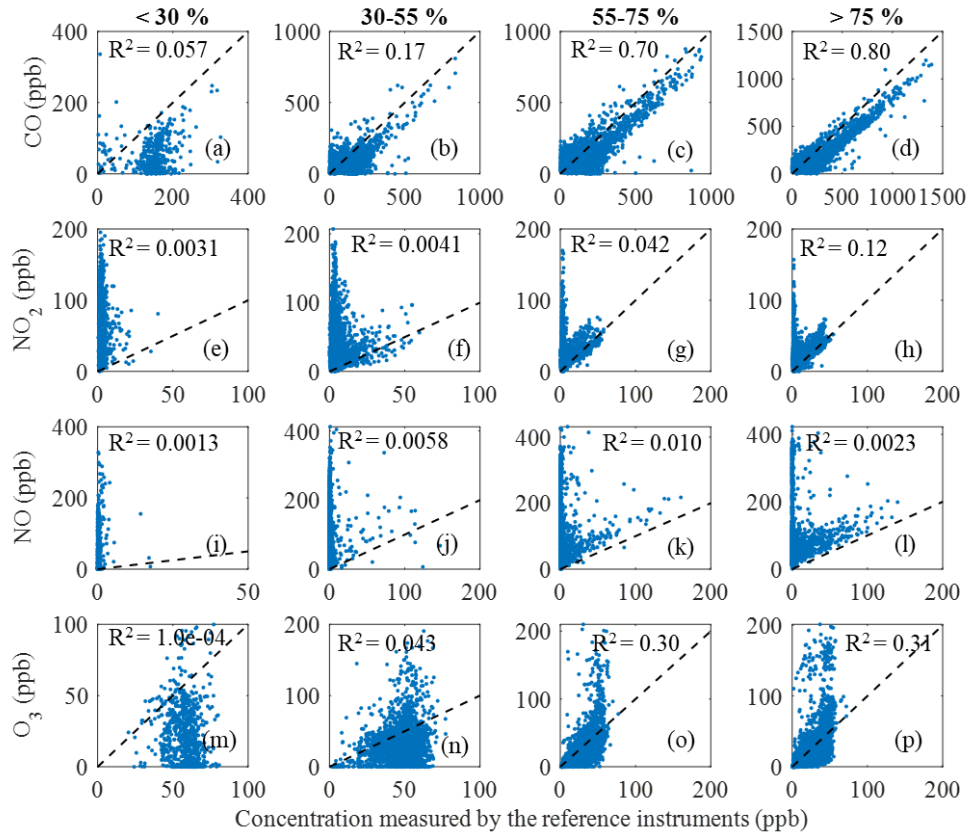 < 30 % 30-55 % 55-75 % > 75 %
CO (ppb)
400
200
0
R² = 0.057
(a)
0 200 400
1000
500
0
R² = 0.17
(b)
0 500 1000
1000
500
0
R² = 0.70
(c)
0 500 1000
1500
1000
500
0
R² = 0.80
(d)
0 500 1000 1500
NO₂ (ppb)
200
100
0
R² = 0.0031
(e)
0 50 100
200
100
0
R² = 0.0041
(f)
0 50 100
200
100
0
R² = 0.042
(g)
0 100 200
200
100
0
R² = 0.12
(h)
0 100 200
NO (ppb)
400
200
0
R² = 0.0013
(i)
0 50
400
200
0
R² = 0.0058
(j)
0 100 200
400
200
0
R² = 0.010
(k)
0 100 200
400
200
0
R² = 0.0023
(l)
0 100 200
O₃ (ppb)
100
50
0
R² = 1.0e-04
(m)
0 50 100
200
100
0
R² = 0.043
(n)
0 50 100
200
100
0
R² = 0.30
(o)
0 100 200
200
100
0
R² = 0.31
(p)
0 100 200
Concentration measured by the reference instruments (ppb)